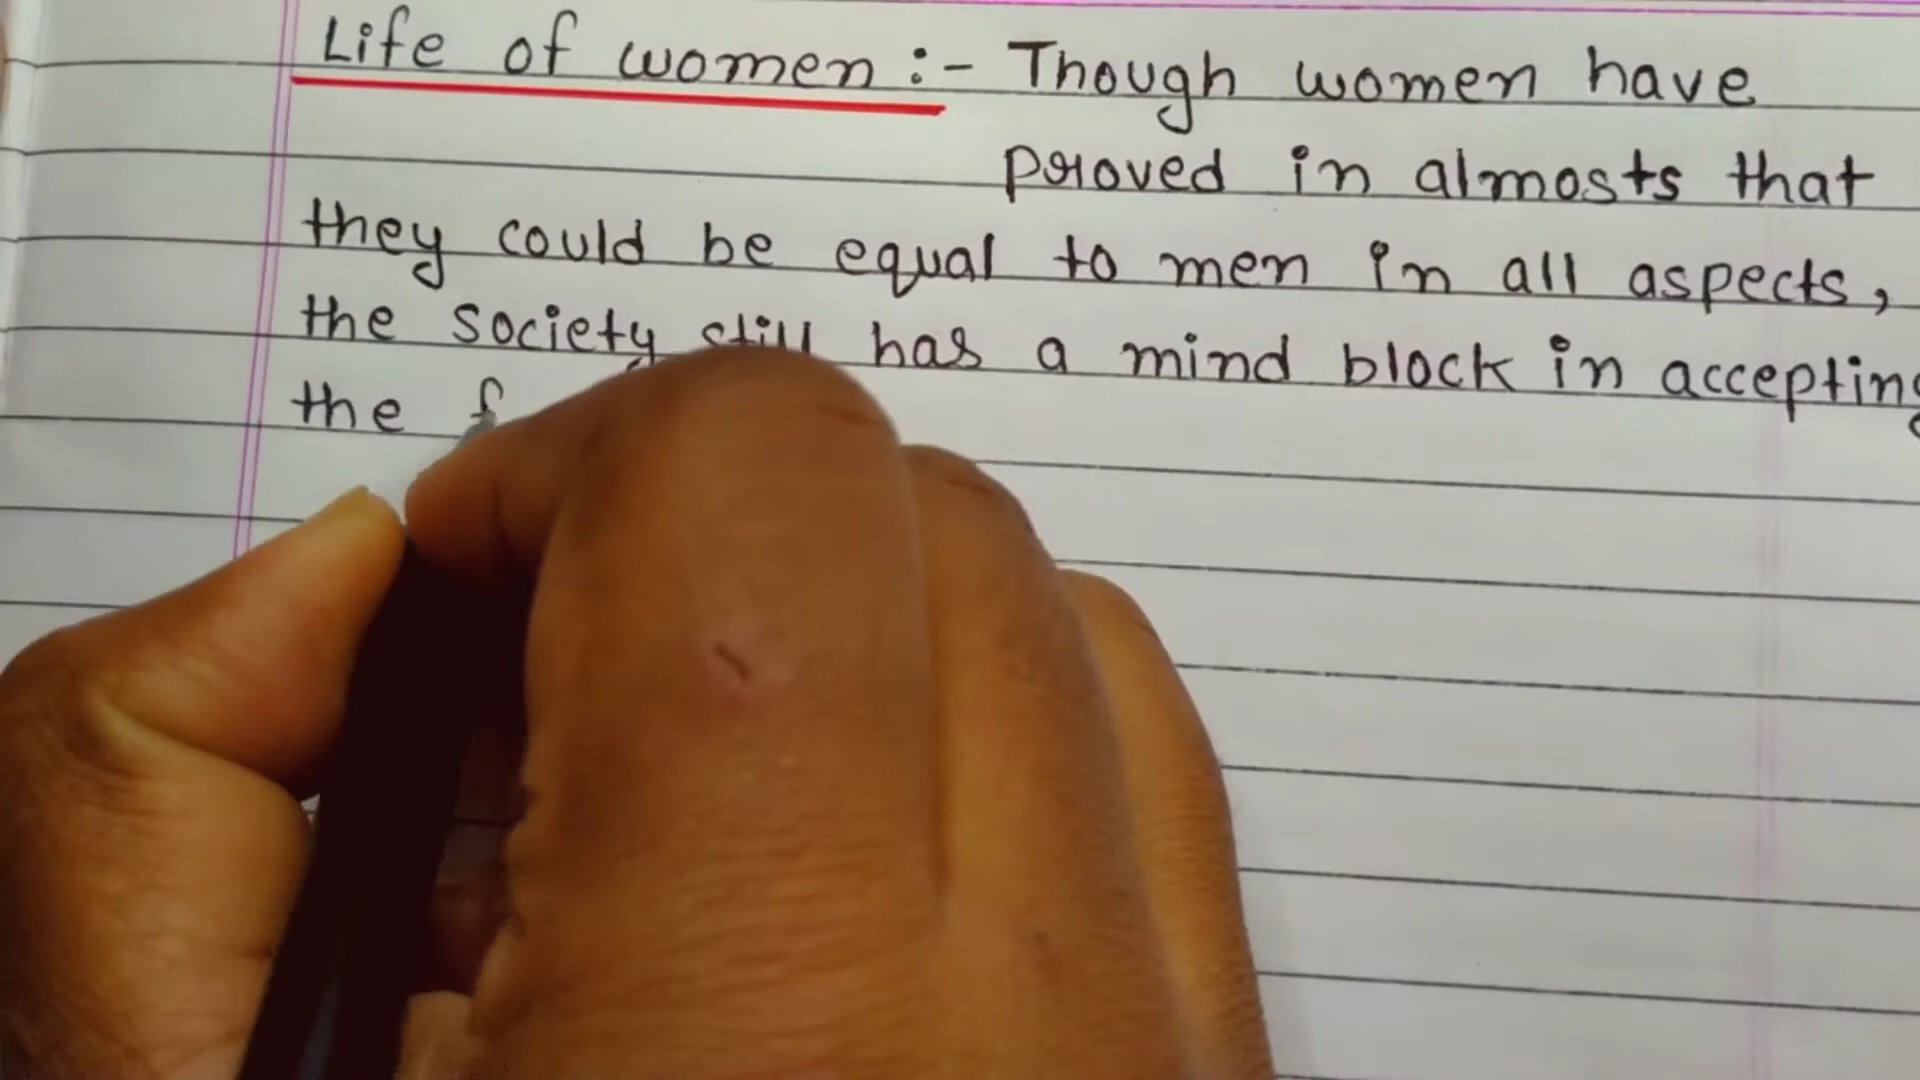 Life of women :- Though women have
proved in almosts that
they could be equal to men in all aspects,
the society still has a mind block in accepting
the